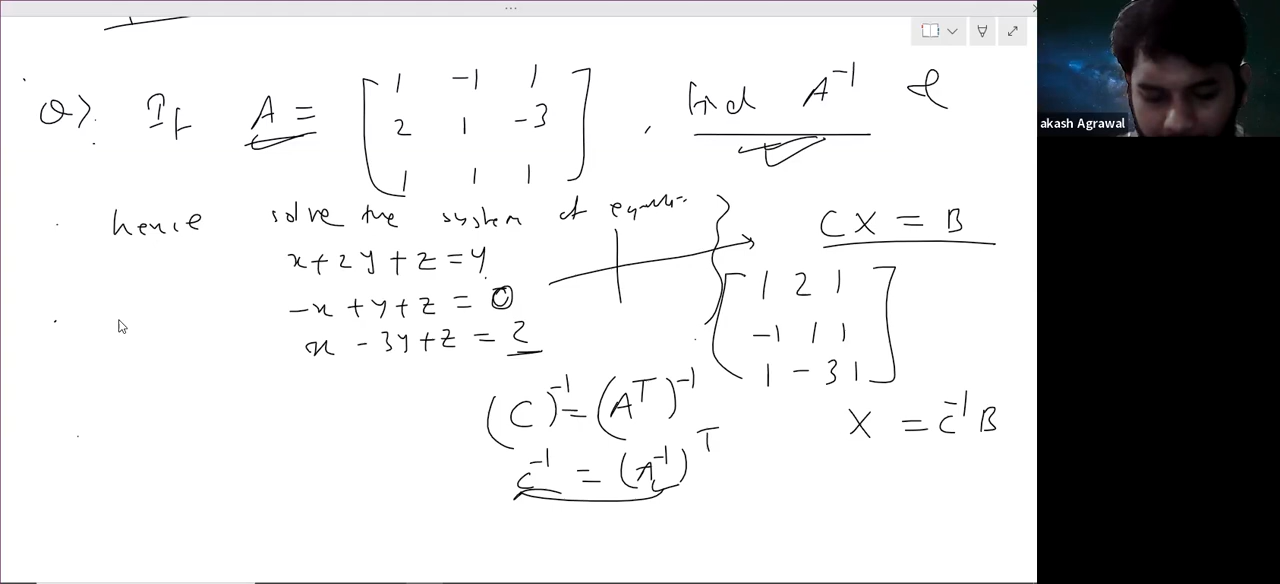 Q). If A = [ 1 -1 1 , find A⁻¹ &
2 1 -3
1 1 1 ]
hence solve the system of
x + 2y + z = 4
-x + y + z = 0
x - 3y + z = 2
CX = B
[ 1 2 1
-1 1 1
1 -3 1 ]
(C)⁻¹ = (Aᵀ)⁻¹
X = C⁻¹ B
C⁻¹ = (A⁻¹)ᵀ
akash Agrawal